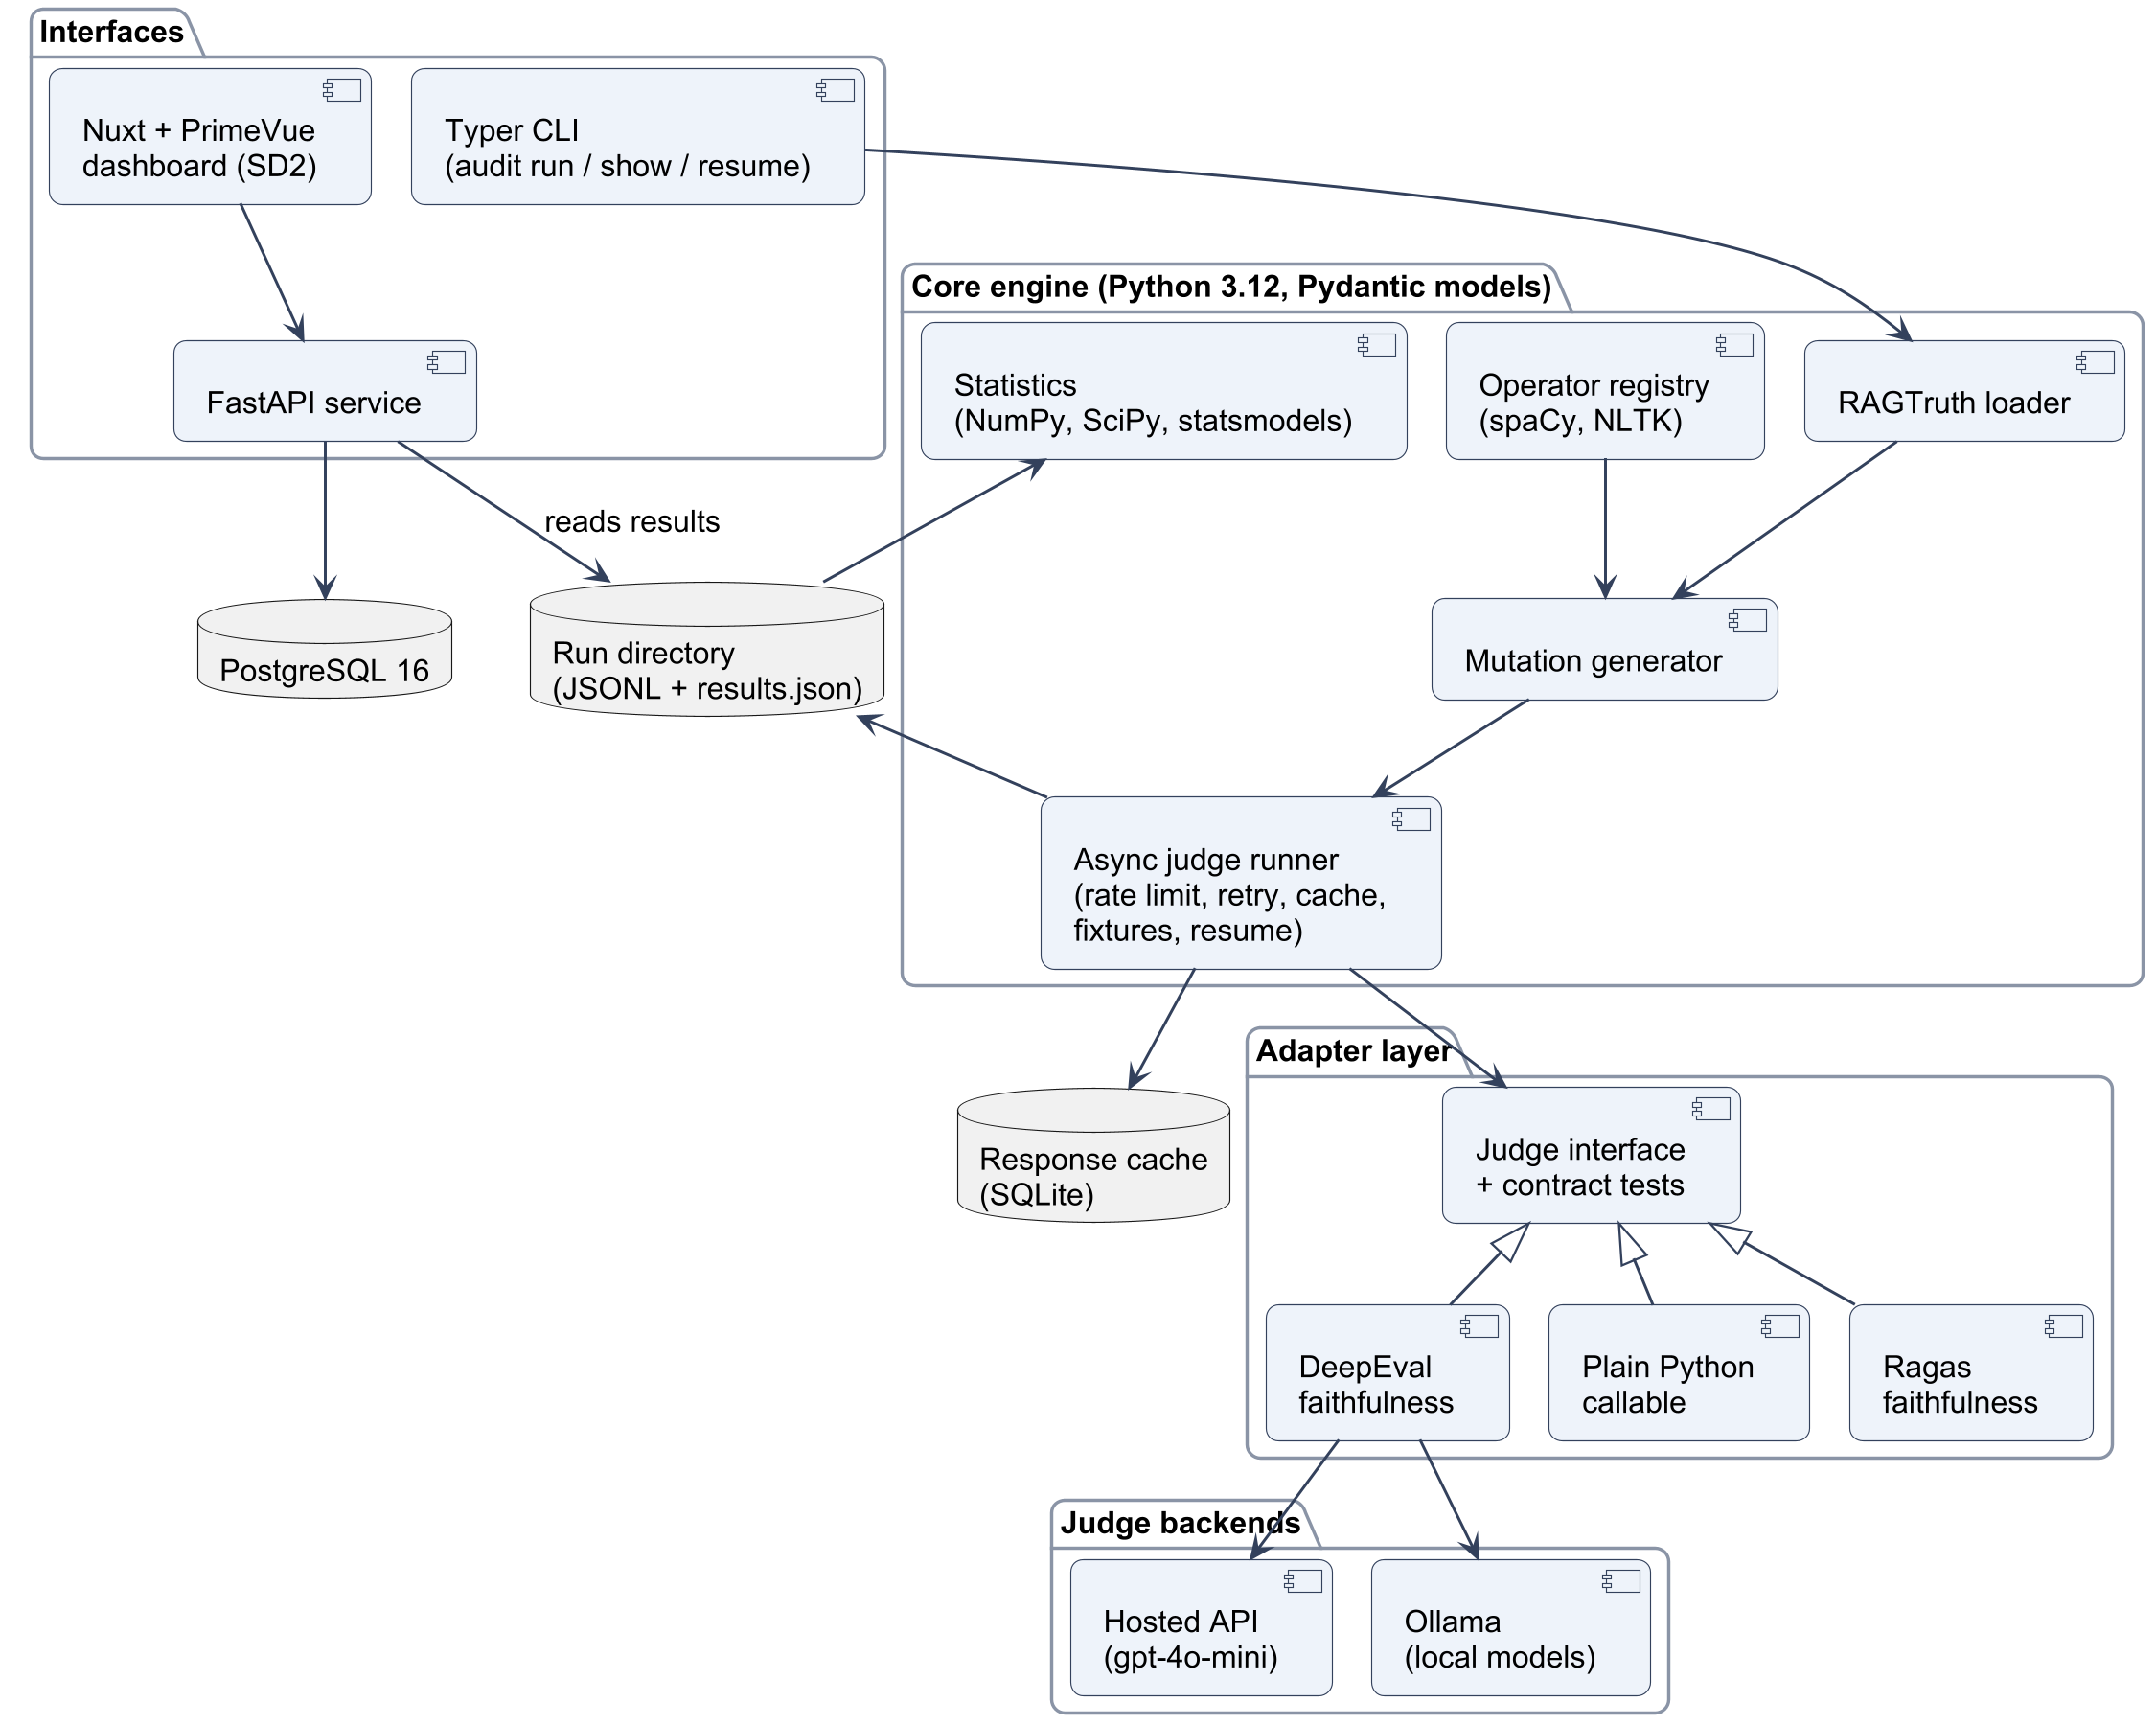 Interfaces
Nuxt + PrimeVue
dashboard (SD2)
Typer CLI
(audit run / show / resume)
FastAPI service
Core engine (Python 3.12, Pydantic models)
Statistics
(NumPy, SciPy, statsmodels)
Operator registry
(spaCy, NLTK)
RAGTruth loader
reads results
PostgreSQL 16
Run directory
(JSONL + results.json)
Mutation generator
Async judge runner
(rate limit, retry, cache,
fixtures, resume)
Adapter layer
Response cache
(SQLite)
Judge interface
+ contract tests
DeepEval
faithfulness
Plain Python
callable
Ragas
faithfulness
Judge backends
Hosted API
(gpt-4o-mini)
Ollama
(local models)